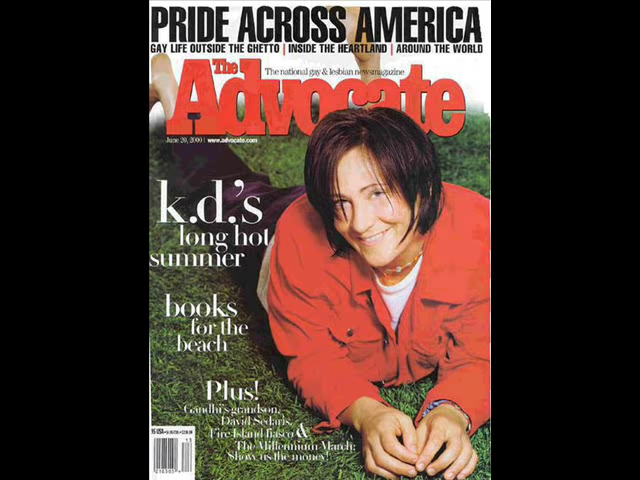 PRIDE ACROSS AMERICA
GAY LIFE OUTSIDE THE GHETTO | INSIDE THE HEARTLAND | AROUND THE WORLD
The
The national gay & lesbian newsmagazine
Advocate
June 20, 2000 | www.advocate.com
k.d.'s
long hot
summer
books
for the
beach
Plus!
Gandhi's grandson,
David Sedaris,
Fire Island fiasco &
The Millennium March:
Show us the money!